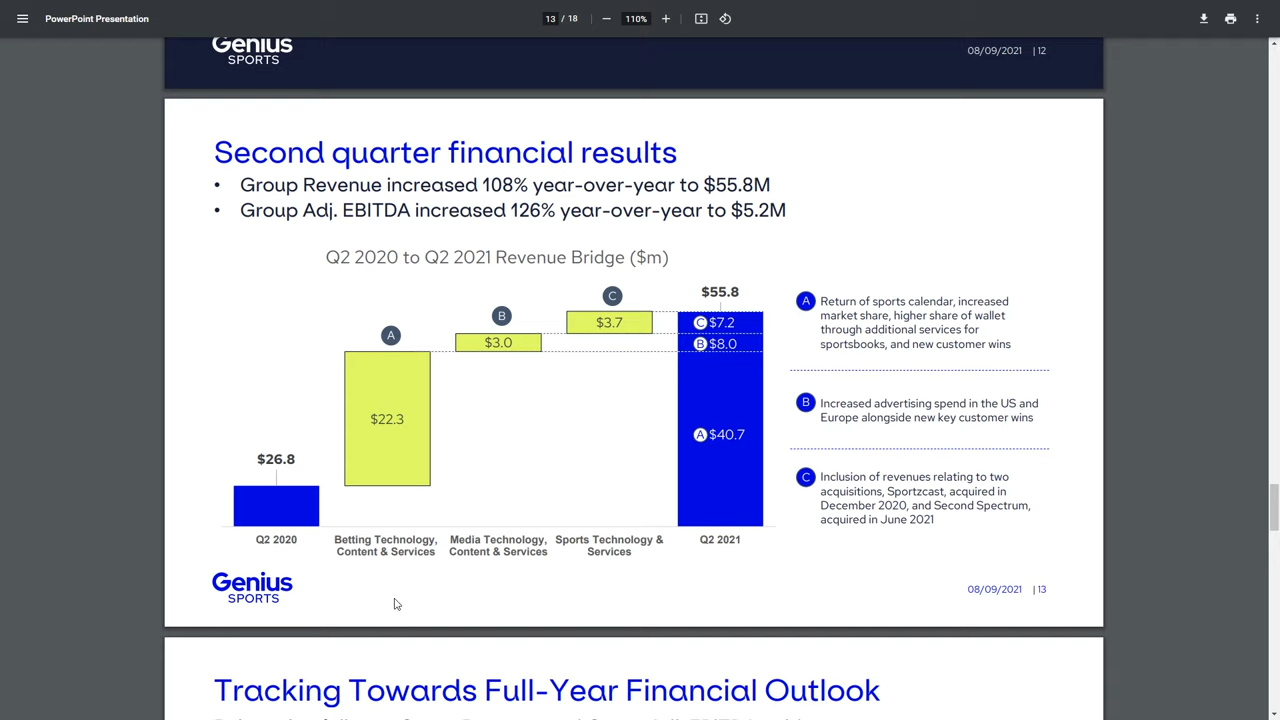 PowerPoint Presentation
13 / 18
110%
Genius
SPORTS
08/09/2021 | 12
Second quarter financial results
• Group Revenue increased 108% year-over-year to $55.8M
• Group Adj. EBITDA increased 126% year-over-year to $5.2M
Q2 2020 to Q2 2021 Revenue Bridge ($m)
$26.8
A
$22.3
B
$3.0
C
$3.7
$55.8
C $7.2
B $8.0
A $40.7
Q2 2020
Betting Technology,
Content & Services
Media Technology,
Content & Services
Sports Technology &
Services
Q2 2021
A Return of sports calendar, increased
market share, higher share of wallet
through additional services for
sportsbooks, and new customer wins
B Increased advertising spend in the US and
Europe alongside new key customer wins
C Inclusion of revenues relating to two
acquisitions, Sportzcast, acquired in
December 2020, and Second Spectrum,
acquired in June 2021
Genius
SPORTS
08/09/2021 | 13
Tracking Towards Full-Year Financial Outlook